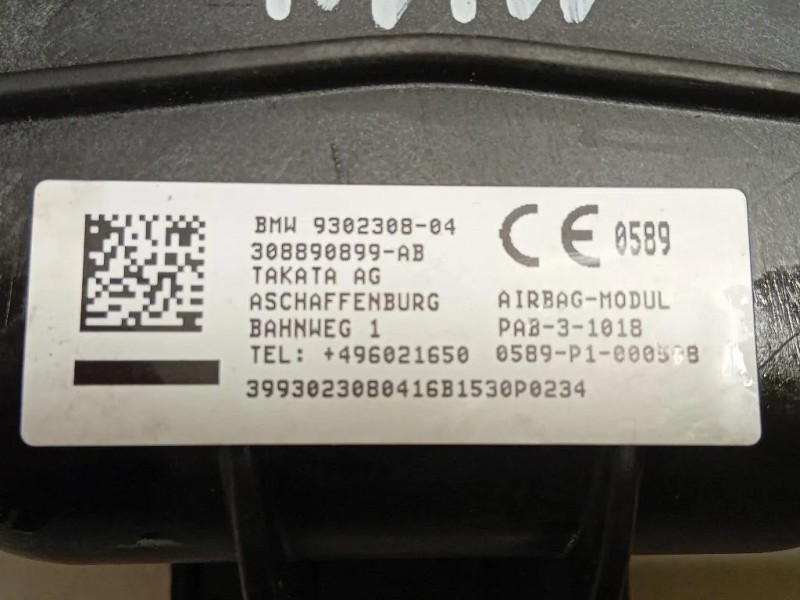 BMW 9302308-04
308890899-AB
TAKATA AG
ASCHAFFENBURG
BAHNWEG 1
TEL: +496021650
CE 0589
AIRBAG-MODUL
PAB-3-1018
3993023080416B1530P0234